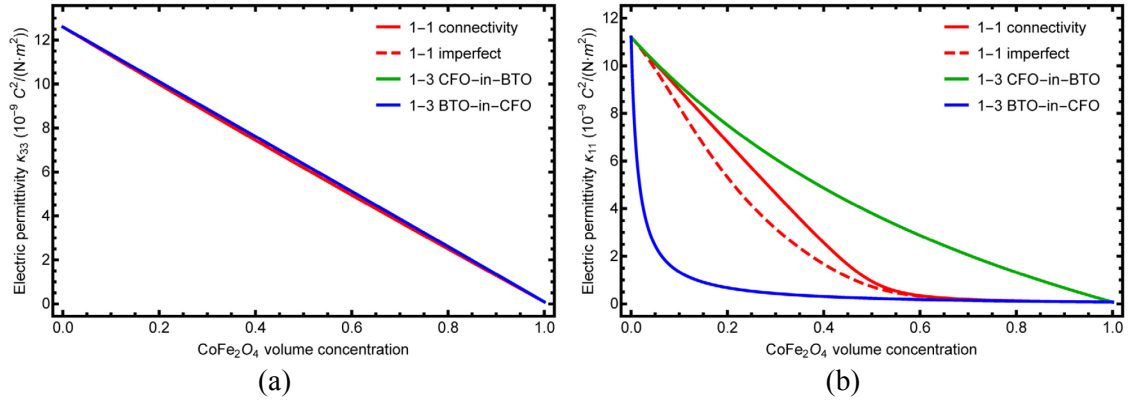 Electric permittivity κ₃₃ (10⁻⁹ C²/(N·m²))
12
10
8
6
4
2
0
0.0 0.2 0.4 0.6 0.8 1.0
CoFe₂O₄ volume concentration
1−1 connectivity
1−1 imperfect
1−3 CFO−in−BTO
1−3 BTO−in−CFO
(a)
Electric permittivity κ₁₁ (10⁻⁹ C²/(N·m²))
12
10
8
6
4
2
0
0.0 0.2 0.4 0.6 0.8 1.0
CoFe₂O₄ volume concentration
1−1 connectivity
1−1 imperfect
1−3 CFO−in−BTO
1−3 BTO−in−CFO
(b)